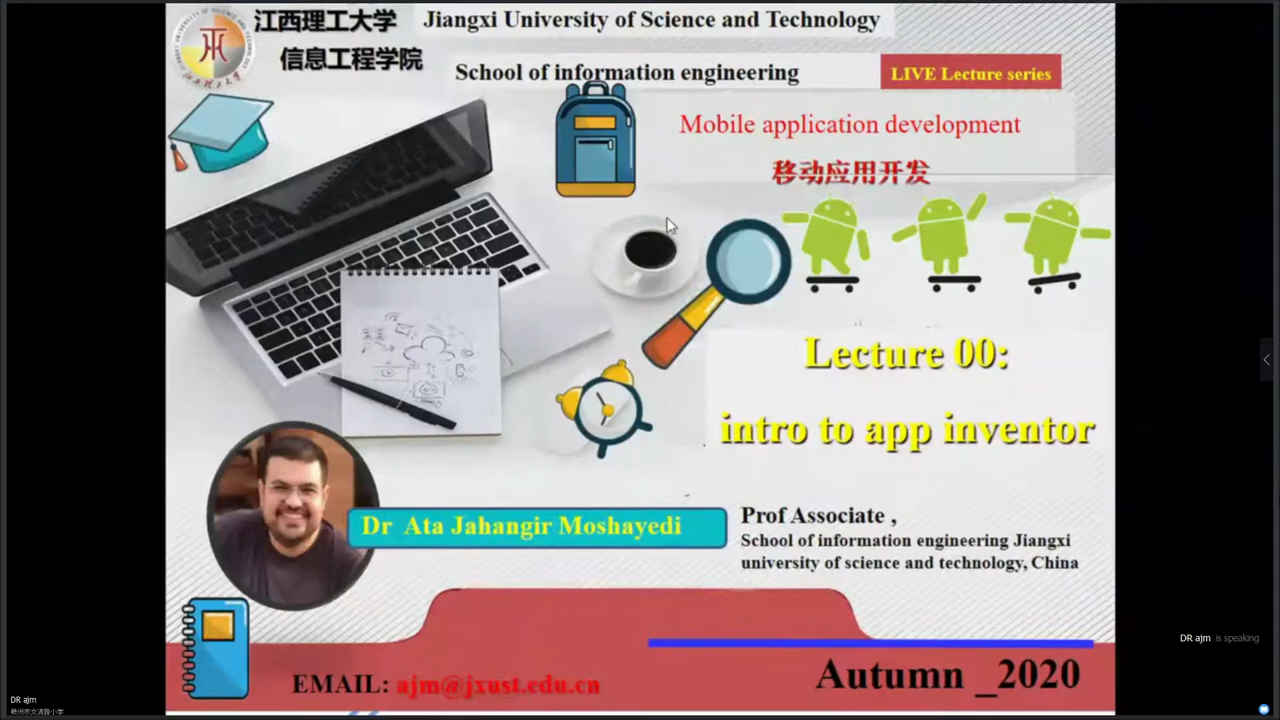 江西理工大学
Jiangxi University of Science and Technology
信息工程学院
School of information engineering
LIVE Lecture series
Mobile application development
移动应用开发
Lecture 00:
intro to app inventor
Dr Ata Jahangir Moshayedi
Prof Associate ,
School of information engineering Jiangxi
university of science and technology, China
DR ajm is speaking
EMAIL: ajm@jxust.edu.cn
Autumn _2020
DR ajm